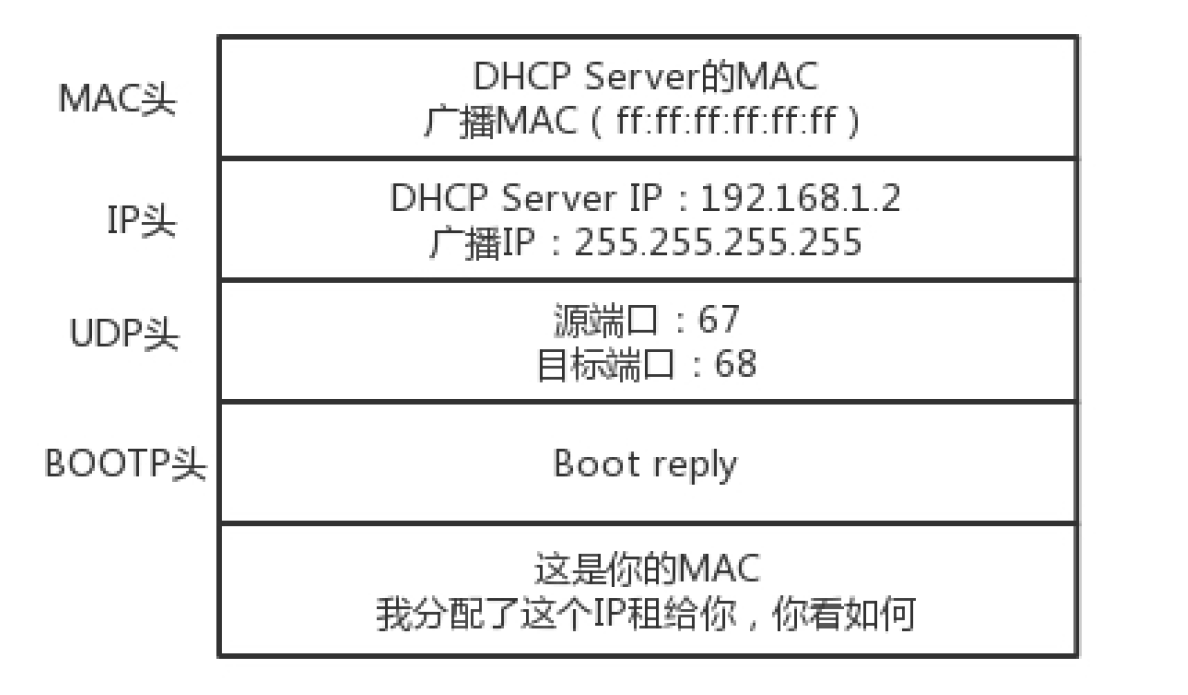 MAC头
DHCP Server的MAC
广播MAC（ff:ff:ff:ff:ff:ff）
IP头
DHCP Server IP：192.168.1.2
广播IP：255.255.255.255
UDP头
源端口：67
目标端口：68
BOOTP头
Boot reply
这是你的MAC
我分配了这个IP租给你，你看如何